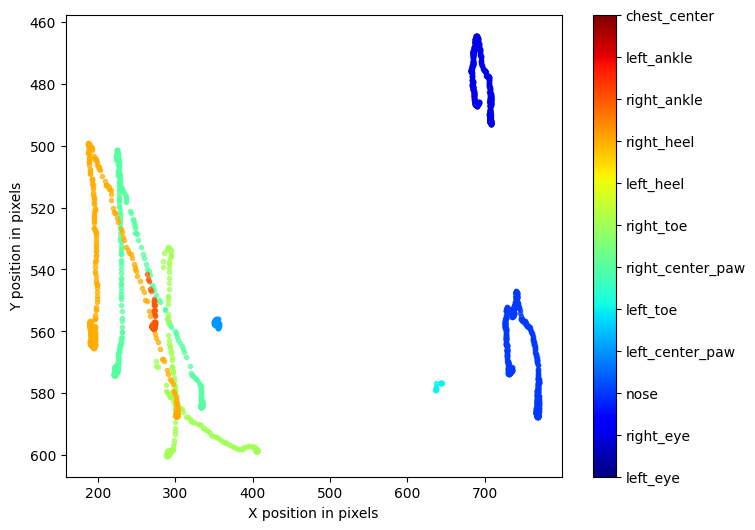 460
480
500
520
540
560
580
600
Y position in pixels
200
300
400
500
600
700
X position in pixels
chest_center
left_ankle
right_ankle
right_heel
left_heel
right_toe
right_center_paw
left_toe
left_center_paw
nose
right_eye
left_eye